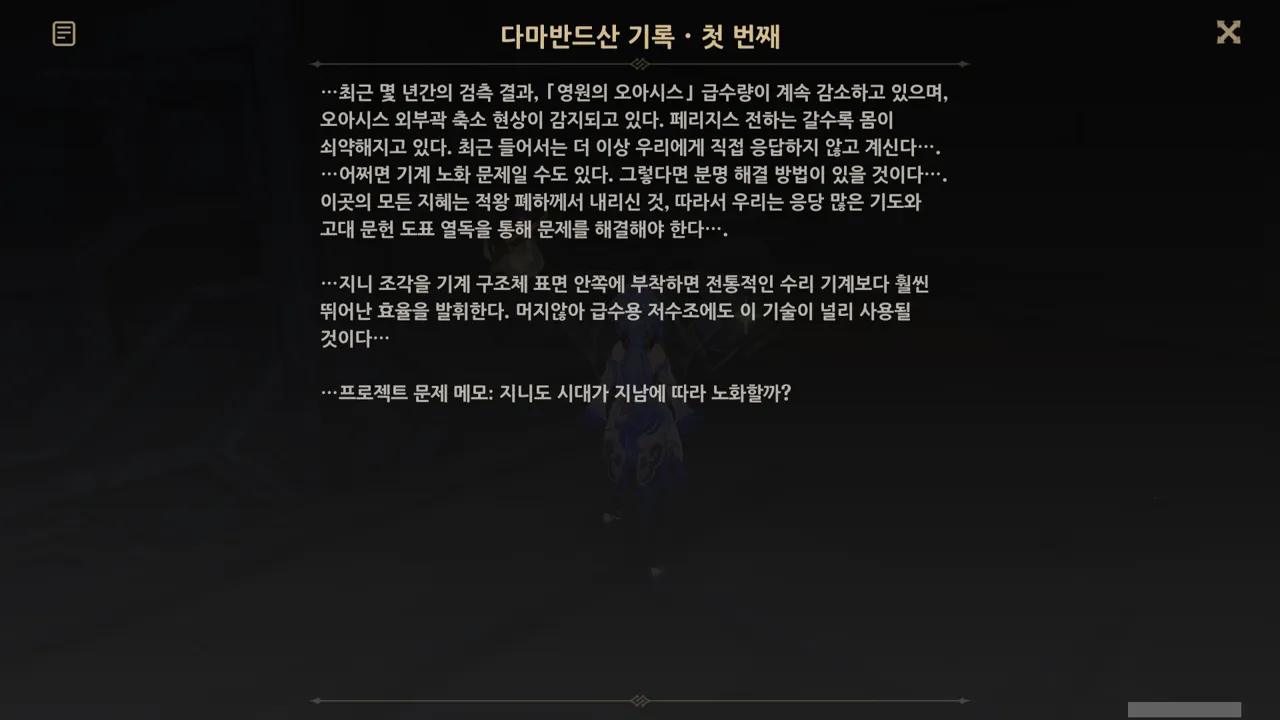 다마반드산 기록 · 첫 번째
…최근 몇 년간의 검측 결과, 「영원의 오아시스」 급수량이 계속 감소하고 있으며,
오아시스 외부곽 축소 현상이 감지되고 있다. 페리지스 전하는 갈수록 몸이
쇠약해지고 있다. 최근 들어서는 더 이상 우리에게 직접 응답하지 않고 계신다….
…어쩌면 기계 노화 문제일 수도 있다. 그렇다면 분명 해결 방법이 있을 것이다….
이곳의 모든 지혜는 적왕 폐하께서 내리신 것, 따라서 우리는 응당 많은 기도와
고대 문헌 도표 열독을 통해 문제를 해결해야 한다….
…지니 조각을 기계 구조체 표면 안쪽에 부착하면 전통적인 수리 기계보다 훨씬
뛰어난 효율을 발휘한다. 머지않아 급수용 저수조에도 이 기술이 널리 사용될
것이다…
…프로젝트 문제 메모: 지니도 시대가 지남에 따라 노화할까?